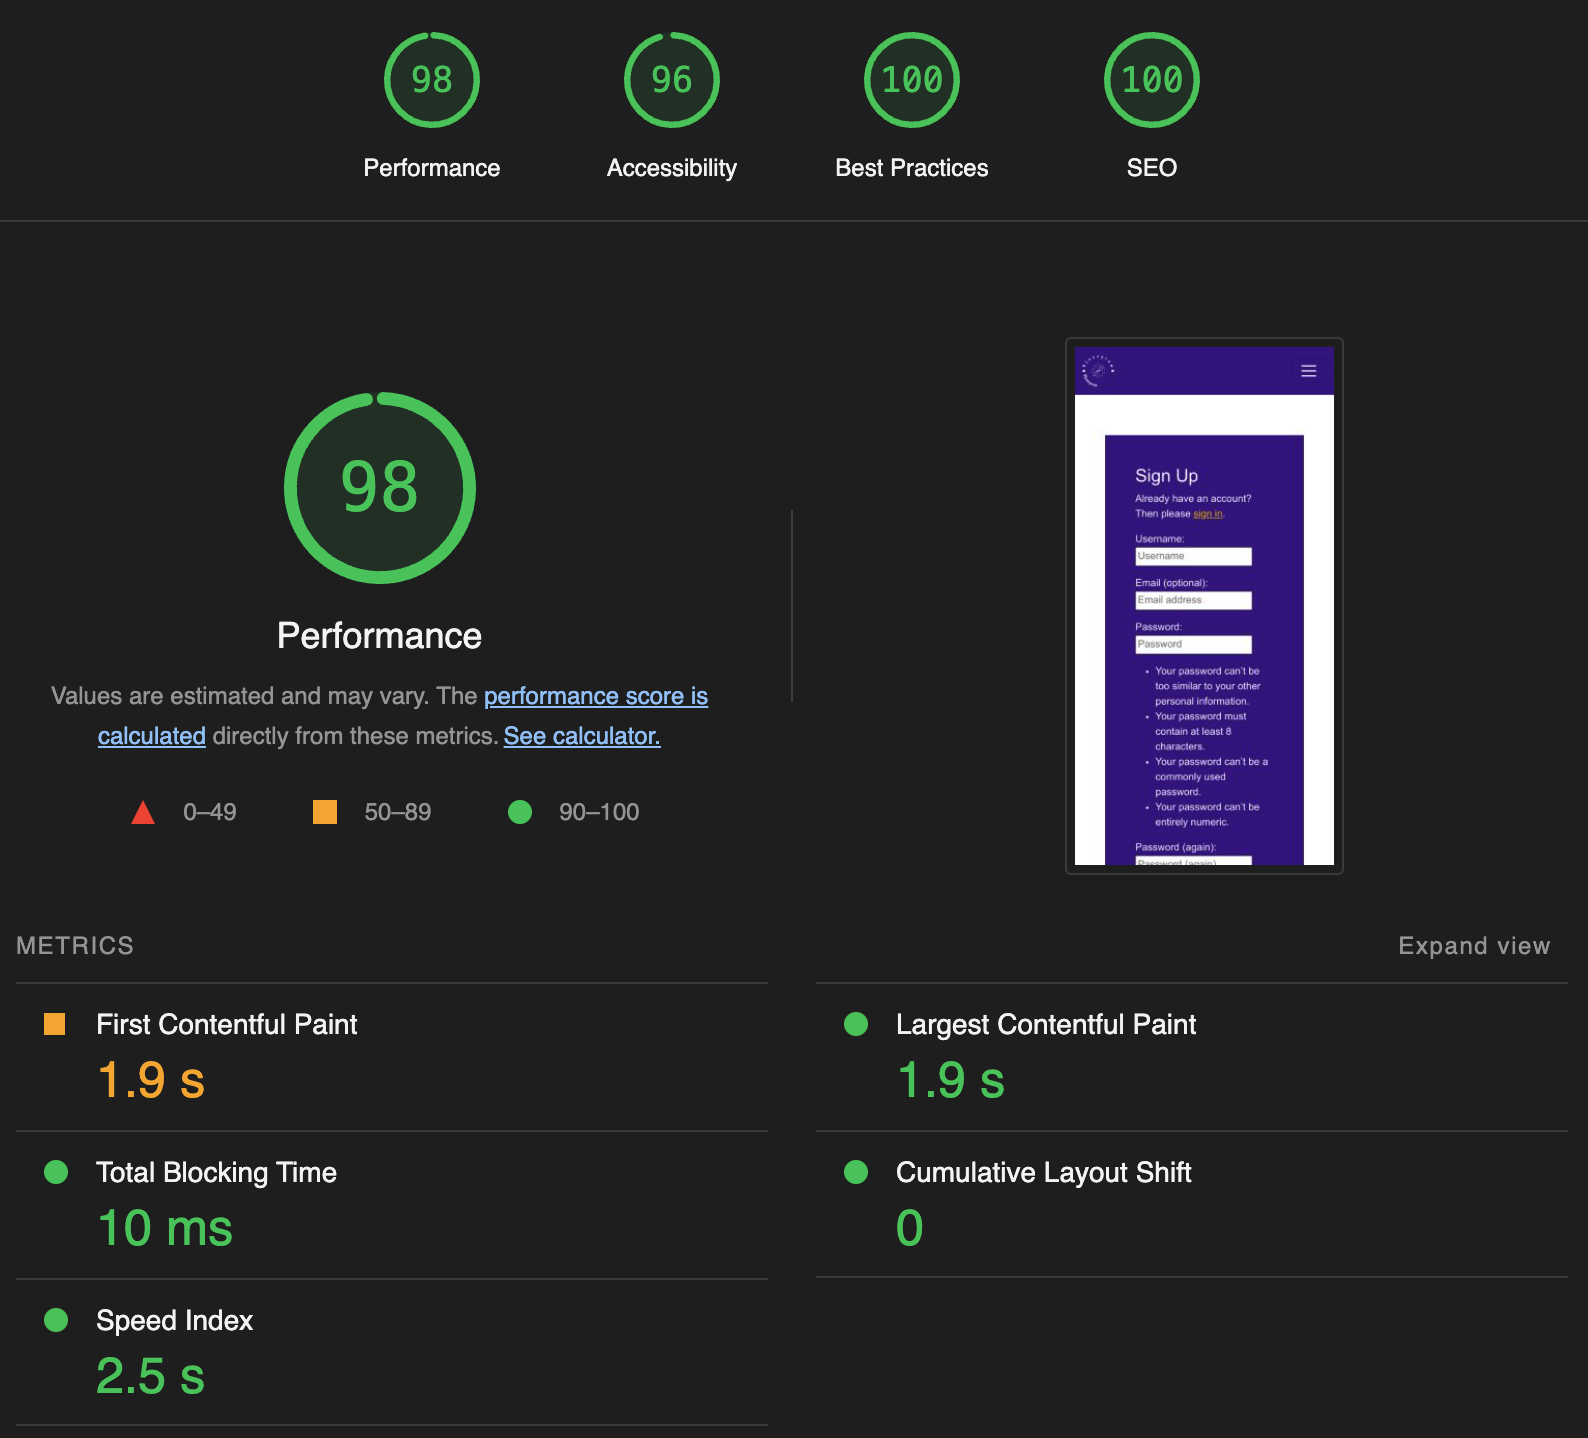 98
96
100
100
Performance
Accessibility
Best Practices
SEO
98
Performance
Values are estimated and may vary. The performance score is
calculated directly from these metrics. See calculator.
0–49
50–89
90–100
Sign Up
Already have an account?
Then please sign in.
Username:
Username
Email (optional):
Email address
Password:
Password
• Your password can't be
too similar to your other
personal information.
• Your password must
contain at least 8
characters.
• Your password can't be a
commonly used
password.
• Your password can't be
entirely numeric.
Password (again):
Password (again)
METRICS
Expand view
First Contentful Paint
1.9 s
Largest Contentful Paint
1.9 s
Total Blocking Time
10 ms
Cumulative Layout Shift
0
Speed Index
2.5 s